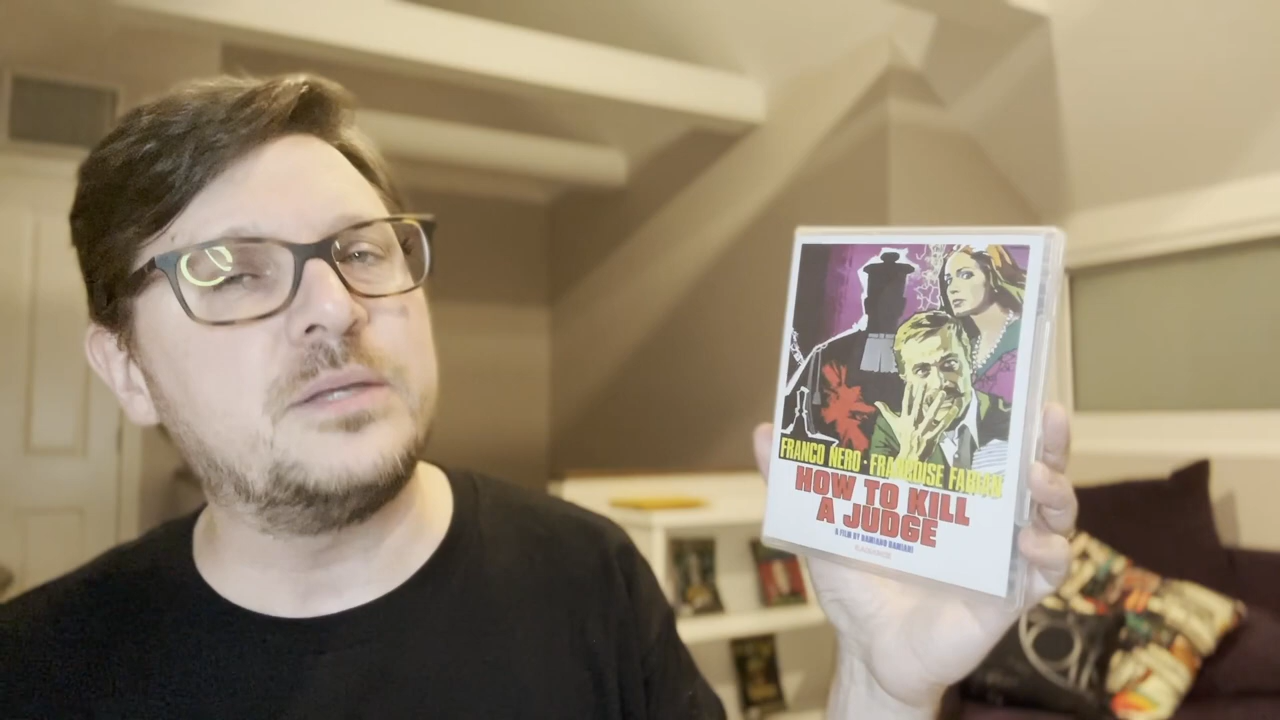 FRANCO NERO · FRANÇOISE FABIAN
HOW TO KILL
A JUDGE
A FILM BY DAMIANO DAMIANI